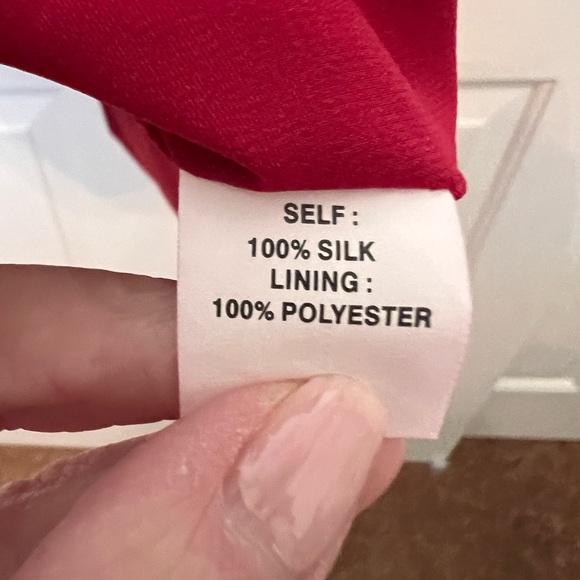 SELF :
100% SILK
LINING :
100% POLYESTER